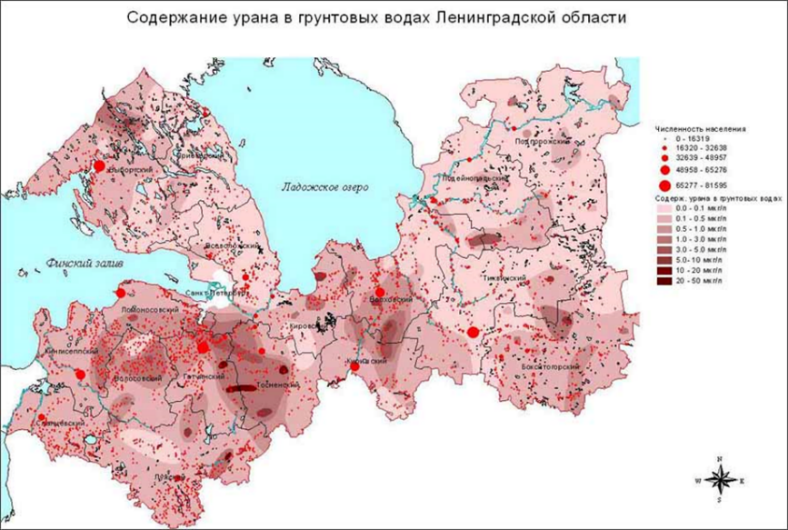 Содержание урана в грунтовых водах Ленинградской области
Численность населения
0 - 16319
16320 - 32638
32639 - 48957
48958 - 65276
65277 - 81595
Содерж. урана в грунтовых водах
0.0 - 0.1 мкг/л
0.1 - 0.5 мкг/л
0.5 - 1.0 мкг/л
1.0 - 3.0 мкг/л
3.0 - 5.0 мкг/л
5.0-10 мкг/л
10 - 20 мкг/л
20 - 50 мкг/л
Подпорожский
Приозерский
Выборгский
Лодейнопольский
Ладожское озеро
Всеволожский
Финский залив
Тихвинский
Санкт-Петербург
Волховский
Ломоносовский
Кировский
Кингисеппский
Киришский
Бокситогорский
Волосовский
Гатчинский
Тосненский
Сланцевский
Лужский
N
W
E
S